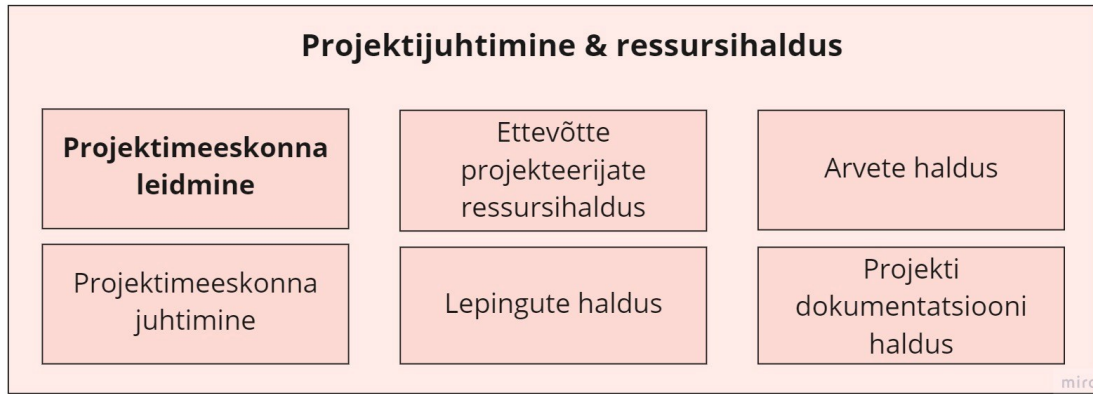 Projektijuhtimine & ressursihaldus
Projektimeeskonna
leidmine
Ettevõtte
projekteerijate
ressursihaldus
Arvete haldus
Projektimeeskonna
juhtimine
Lepingute haldus
Projekti
dokumentatsiooni
haldus
miro